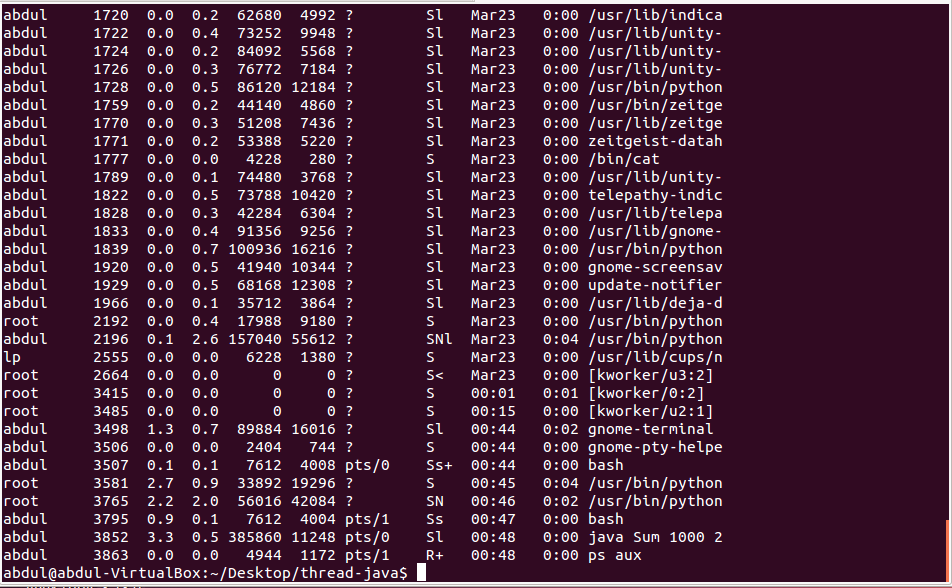 abdul     1720  0.0  0.2  62680  4992 ?        Sl   Mar23   0:00 /usr/lib/indica
abdul     1722  0.0  0.4  73252  9948 ?        Sl   Mar23   0:00 /usr/lib/unity-
abdul     1724  0.0  0.2  84092  5568 ?        Sl   Mar23   0:00 /usr/lib/unity-
abdul     1726  0.0  0.3  76772  7184 ?        Sl   Mar23   0:00 /usr/lib/unity-
abdul     1728  0.0  0.5  86120 12184 ?        Sl   Mar23   0:00 /usr/bin/python
abdul     1759  0.0  0.2  44140  4860 ?        Sl   Mar23   0:00 /usr/bin/zeitge
abdul     1770  0.0  0.3  51208  7436 ?        Sl   Mar23   0:00 /usr/lib/zeitge
abdul     1771  0.0  0.2  53388  5220 ?        Sl   Mar23   0:00 zeitgeist-datah
abdul     1777  0.0  0.0   4228   280 ?        S    Mar23   0:00 /bin/cat
abdul     1789  0.0  0.1  74480  3768 ?        Sl   Mar23   0:00 /usr/lib/unity-
abdul     1822  0.0  0.5  73788 10420 ?        Sl   Mar23   0:00 telepathy-indic
abdul     1828  0.0  0.3  42284  6304 ?        Sl   Mar23   0:00 /usr/lib/telepa
abdul     1833  0.0  0.4  91356  9256 ?        Sl   Mar23   0:00 /usr/lib/gnome-
abdul     1839  0.0  0.7 100936 16216 ?        Sl   Mar23   0:00 /usr/bin/python
abdul     1920  0.0  0.5  41940 10344 ?        Sl   Mar23   0:00 gnome-screensav
abdul     1929  0.0  0.5  68168 12308 ?        Sl   Mar23   0:00 update-notifier
abdul     1966  0.0  0.1  35712  3864 ?        Sl   Mar23   0:00 /usr/lib/deja-d
root      2192  0.0  0.4  17988  9180 ?        S    Mar23   0:00 /usr/bin/python
abdul     2196  0.1  2.6 157040 55612 ?        SNl  Mar23   0:04 /usr/bin/python
lp        2555  0.0  0.0   6228  1380 ?        S    Mar23   0:00 /usr/lib/cups/n
root      2664  0.0  0.0      0     0 ?        S<   Mar23   0:00 [kworker/u3:2]
root      3415  0.0  0.0      0     0 ?        S    00:01   0:01 [kworker/0:2]
root      3485  0.0  0.0      0     0 ?        S    00:15   0:00 [kworker/u2:1]
abdul     3498  1.3  0.7  89884 16016 ?        Sl   00:44   0:02 gnome-terminal
abdul     3506  0.0  0.0   2404   744 ?        S    00:44   0:00 gnome-pty-helpe
abdul     3507  0.1  0.1   7612  4008 pts/0    Ss+  00:44   0:00 bash
root      3581  2.7  0.9  33892 19296 ?        S    00:45   0:04 /usr/bin/python
root      3765  2.2  2.0  56016 42084 ?        SN   00:46   0:02 /usr/bin/python
abdul     3795  0.9  0.1   7612  4004 pts/1    Ss   00:47   0:00 bash
abdul     3852  3.3  0.5 385860 11248 pts/0    Sl   00:48   0:00 java Sum 1000 2
abdul     3863  0.0  0.0   4944  1172 pts/1    R+   00:48   0:00 ps aux
abdul@abdul-VirtualBox:~/Desktop/thread-java$